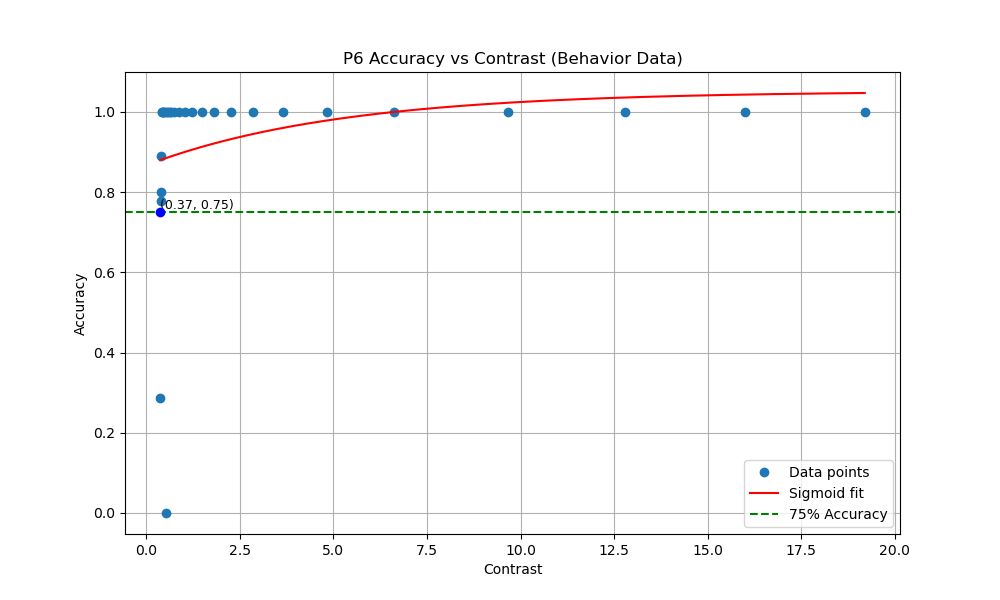 P6 Accuracy vs Contrast (Behavior Data)
1.0
0.8
(0.37, 0.75)
0.6
Accuracy
0.4
0.2
0.0
Data points
Sigmoid fit
75% Accuracy
0.0 2.5 5.0 7.5 10.0 12.5 15.0 17.5 20.0
Contrast